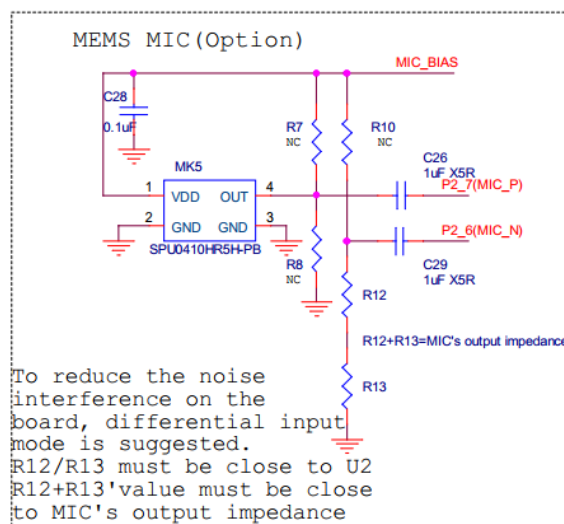 MEMS MIC(Option)
MIC_BIAS
C28
0.1uF
R7
NC
R10
NC
C26
1uF X5R
MK5
P2_7(MIC_P)
1 VDD OUT 4
2 GND GND 3
SPU0410HR5H-PB
P2_6(MIC_N)
R8
NC
C29
1uF X5R
R12
R12+R13=MIC's output impedance
R13
To reduce the noise
interference on the
board, differential input
mode is suggested.
R12/R13 must be close to U2
R12+R13'value must be close
to MIC's output impedance